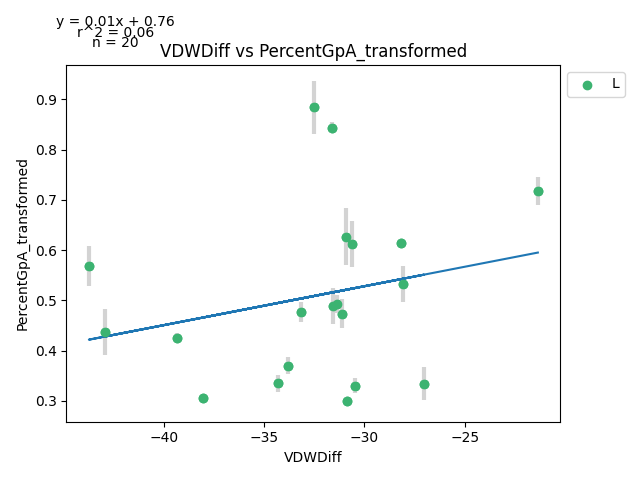 y = 0.01x + 0.76
r^2 = 0.06
n = 20
VDWDiff vs PercentGpA_transformed
L
PercentGpA_transformed
0.9
0.8
0.7
0.6
0.5
0.4
0.3
−40
−35
−30
−25
VDWDiff